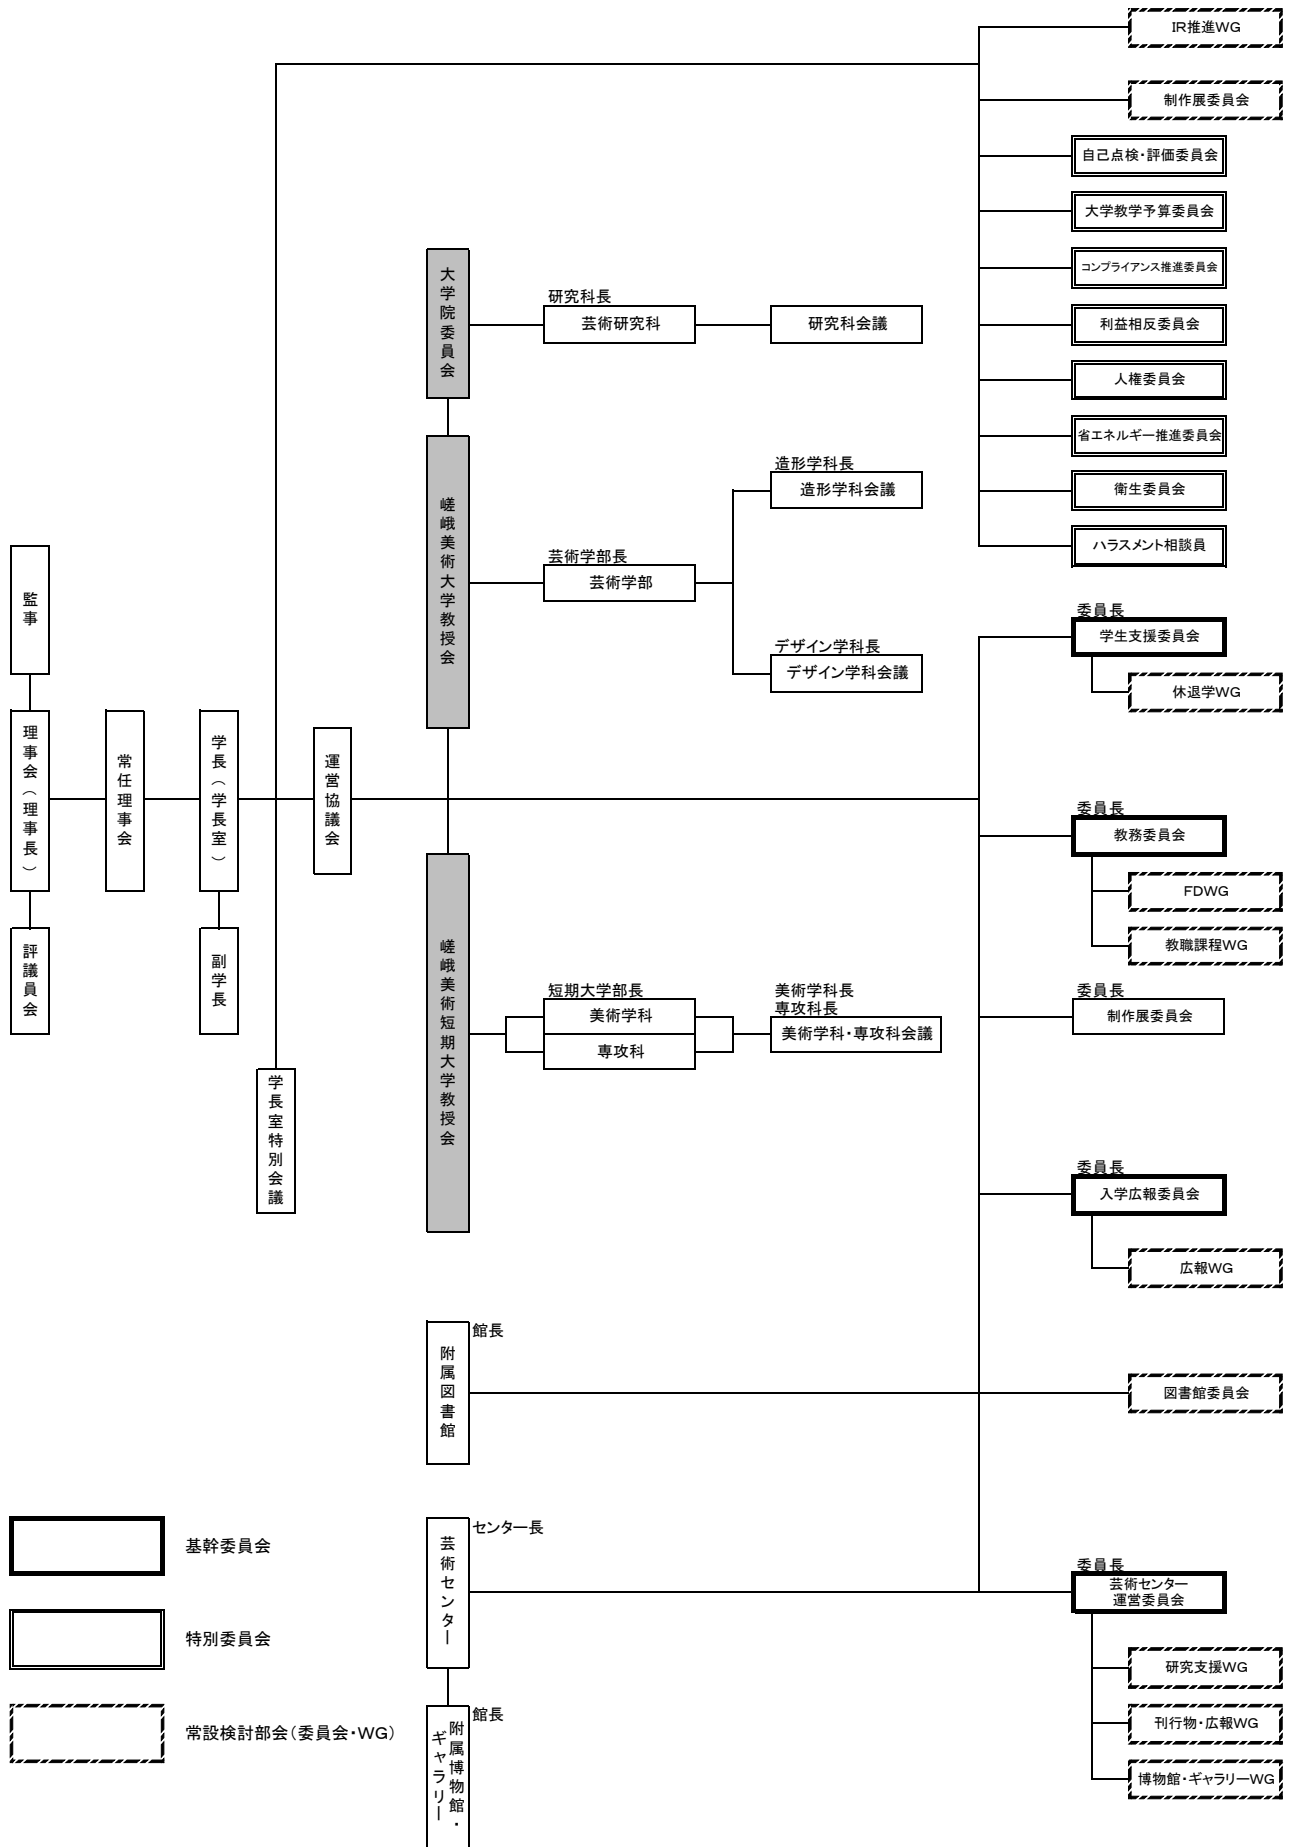 IR推進WG
制作展委員会
自己点検・評価委員会
大学教学予算委員会
コンプライアンス推進委員会
利益相反委員会
人権委員会
省エネルギー推進委員会
衛生委員会
ハラスメント相談員
大学院委員会
研究科長
芸術研究科
研究科会議
嵯峨美術大学教授会
芸術学部長
芸術学部
造形学科長
造形学科会議
デザイン学科長
デザイン学科会議
監事
理事会（理事長）
評議員会
常任理事会
学長（学長室）
副学長
学長室特別会議
運営協議会
嵯峨美術短期大学教授会
短期大学部長
美術学科
専攻科
美術学科長
専攻科長
美術学科・専攻科会議
委員長
学生支援委員会
休退学WG
委員長
教務委員会
FDWG
教職課程WG
委員長
制作展委員会
委員長
入学広報委員会
広報WG
附属図書館
館長
図書館委員会
芸術センター
センター長
委員長
芸術センター
運営委員会
研究支援WG
刊行物・広報WG
博物館・ギャラリーWG
附属博物館・
ギャラリー
館長
基幹委員会
特別委員会
常設検討部会（委員会・WG）